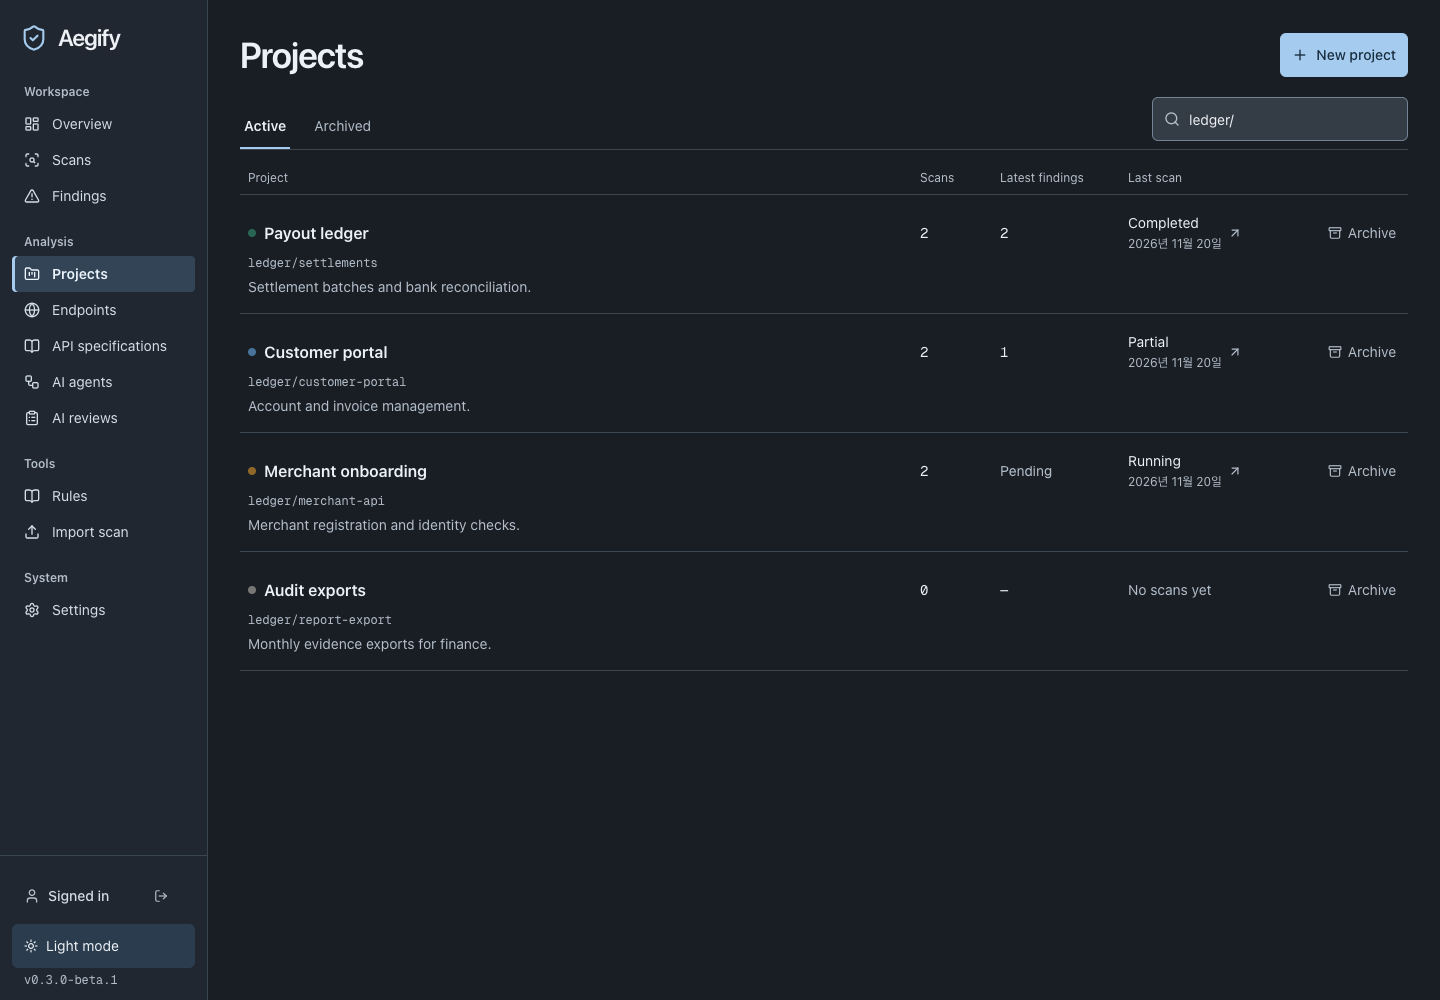 Aegify
Workspace
Overview
Scans
Findings
Analysis
Projects
Endpoints
API specifications
AI agents
AI reviews
Tools
Rules
Import scan
System
Settings
Signed in
Light mode
v0.3.0-beta.1
Projects
New project
Active Archived
ledger/
Project Scans Latest findings Last scan
Payout ledger 2 2 Completed Archive
2026년 11월 20일
ledger/settlements
Settlement batches and bank reconciliation.
Customer portal 2 1 Partial Archive
2026년 11월 20일
ledger/customer-portal
Account and invoice management.
Merchant onboarding 2 Pending Running Archive
2026년 11월 20일
ledger/merchant-api
Merchant registration and identity checks.
Audit exports 0 – No scans yet Archive
ledger/report-export
Monthly evidence exports for finance.